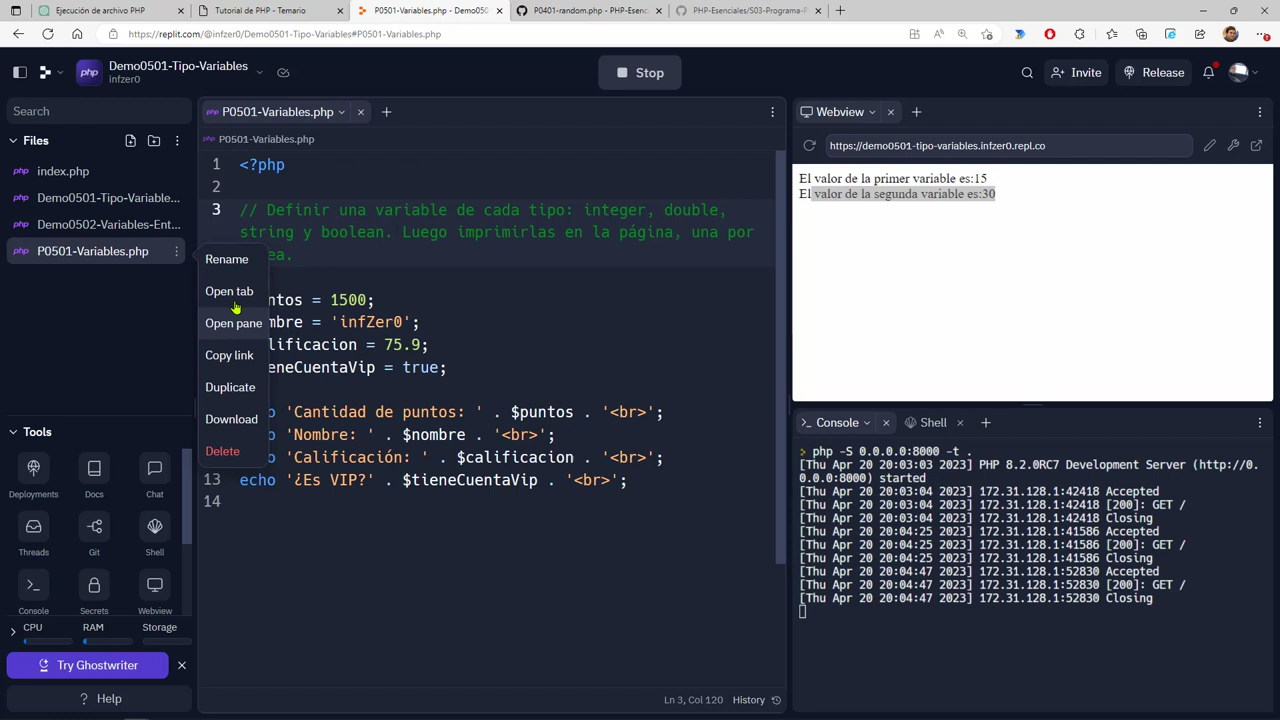 Ejecución de archivo PHP
Tutorial de PHP - Temario
P0501-Variables.php - Demo050
P0401-random.php - PHP-Esenciale
PHP-Esenciales/S03-Programa-P
https://replit.com/@infzer0/Demo0501-Tipo-Variables#P0501-Variables.php
php
Demo0501-Tipo-Variables
infzer0
Stop
Invite
Release
Search
Files
php index.php
php Demo0501-Tipo-Variable...
php Demo0502-Variables-Ent...
php P0501-Variables.php
Rename
Open tab
Open pane
Copy link
Duplicate
Download
Delete
Tools
Deployments
Docs
Chat
Threads
Git
Shell
Console
Secrets
Webview
CPU
RAM
Storage
Try Ghostwriter
Help
php P0501-Variables.php
php P0501-Variables.php
1 <?php
2
3 // Definir una variable de cada tipo: integer, double,
string y boolean. Luego imprimirlas en la página, una por
ea.
ntos = 1500;
mbre = 'infZer0';
lificacion = 75.9;
eneCuentaVip = true;
o 'Cantidad de puntos: ' . $puntos . '<br>';
o 'Nombre: ' . $nombre . '<br>';
o 'Calificación: ' . $calificacion . '<br>';
13 echo '¿Es VIP?' . $tieneCuentaVip . '<br>';
14
Ln 3, Col 120
History
Webview
https://demo0501-tipo-variables.infzer0.repl.co
El valor de la primer variable es:15
El valor de la segunda variable es:30
Console
Shell
php -S 0.0.0.0:8000 -t .
[Thu Apr 20 20:03:03 2023] PHP 8.2.0RC7 Development Server (http://0.
0.0.0:8000) started
[Thu Apr 20 20:03:04 2023] 172.31.128.1:42418 Accepted
[Thu Apr 20 20:03:04 2023] 172.31.128.1:42418 [200]: GET /
[Thu Apr 20 20:03:04 2023] 172.31.128.1:42418 Closing
[Thu Apr 20 20:04:25 2023] 172.31.128.1:41586 Accepted
[Thu Apr 20 20:04:25 2023] 172.31.128.1:41586 [200]: GET /
[Thu Apr 20 20:04:25 2023] 172.31.128.1:41586 Closing
[Thu Apr 20 20:04:47 2023] 172.31.128.1:52830 Accepted
[Thu Apr 20 20:04:47 2023] 172.31.128.1:52830 [200]: GET /
[Thu Apr 20 20:04:47 2023] 172.31.128.1:52830 Closing